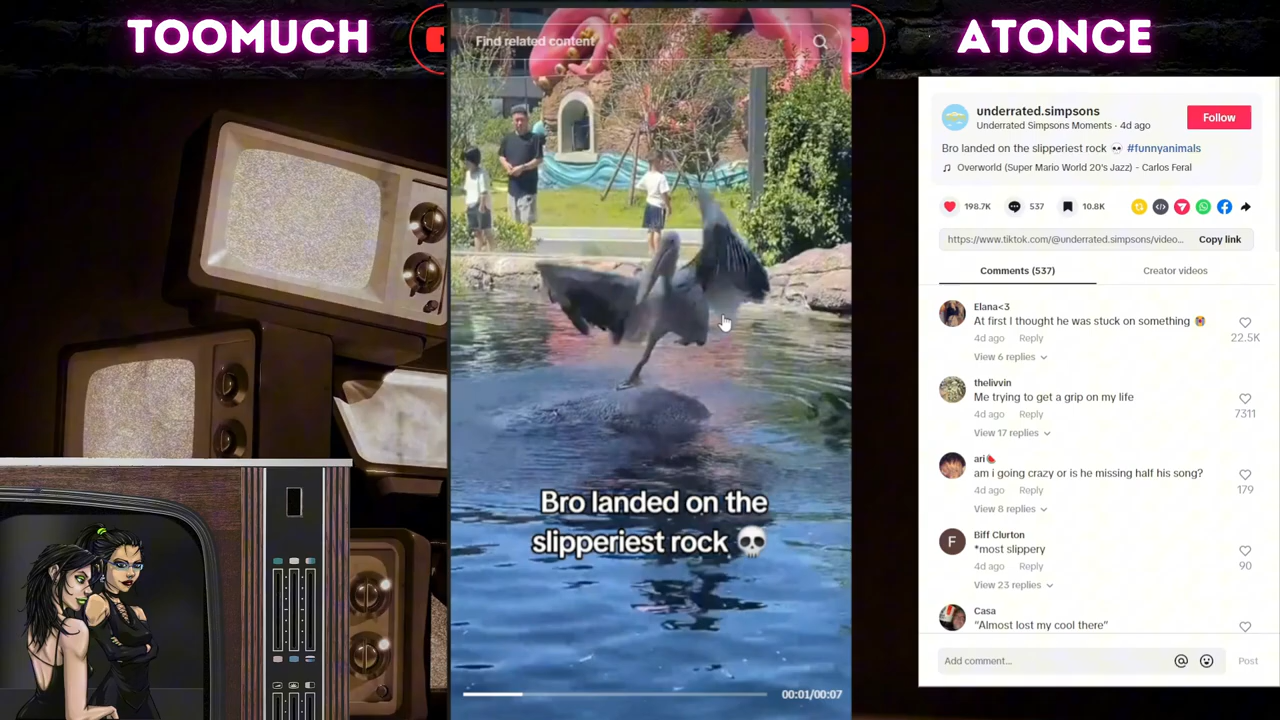 TOOMUCH
ATONCE
Find related content
Bro landed on the
slipperiest rock 💀
00:01/00:07
underrated.simpsons
Underrated Simpsons Moments · 4d ago
Follow
Bro landed on the slipperiest rock 💀 #funnyanimals
Overworld (Super Mario World 20's Jazz) - Carlos Feral
198.7K
537
10.8K
https://www.tiktok.com/@underrated.simpsons/video...
Copy link
Comments (537)
Creator videos
Elana<3
At first I thought he was stuck on something 😭
4d ago Reply
22.5K
View 6 replies
thelivvin
Me trying to get a grip on my life
4d ago Reply
7311
View 17 replies
ari🍉
am i going crazy or is he missing half his song?
4d ago Reply
179
View 8 replies
F
Biff Clurton
*most slippery
4d ago Reply
90
View 23 replies
Casa
“Almost lost my cool there”
Add comment...
@
Post